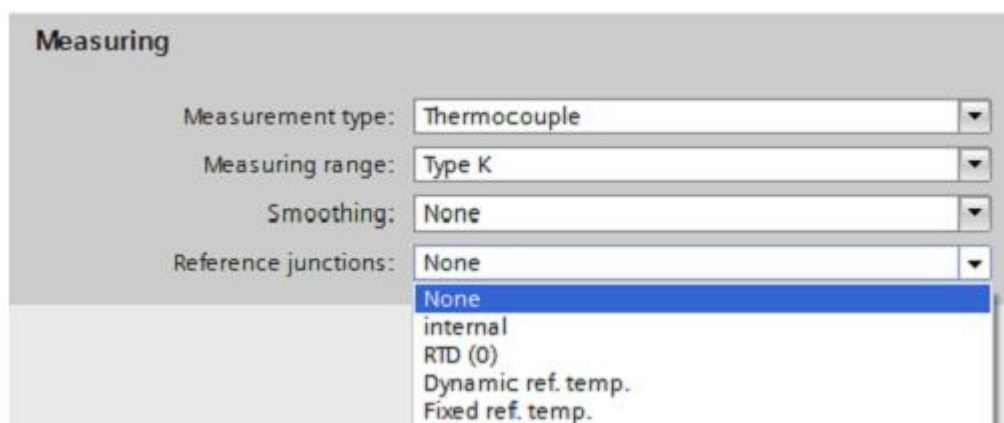 Measuring
Measurement type: Thermocouple
Measuring range: Type K
Smoothing: None
Reference junctions: None
None
internal
RTD (0)
Dynamic ref. temp.
Fixed ref. temp.